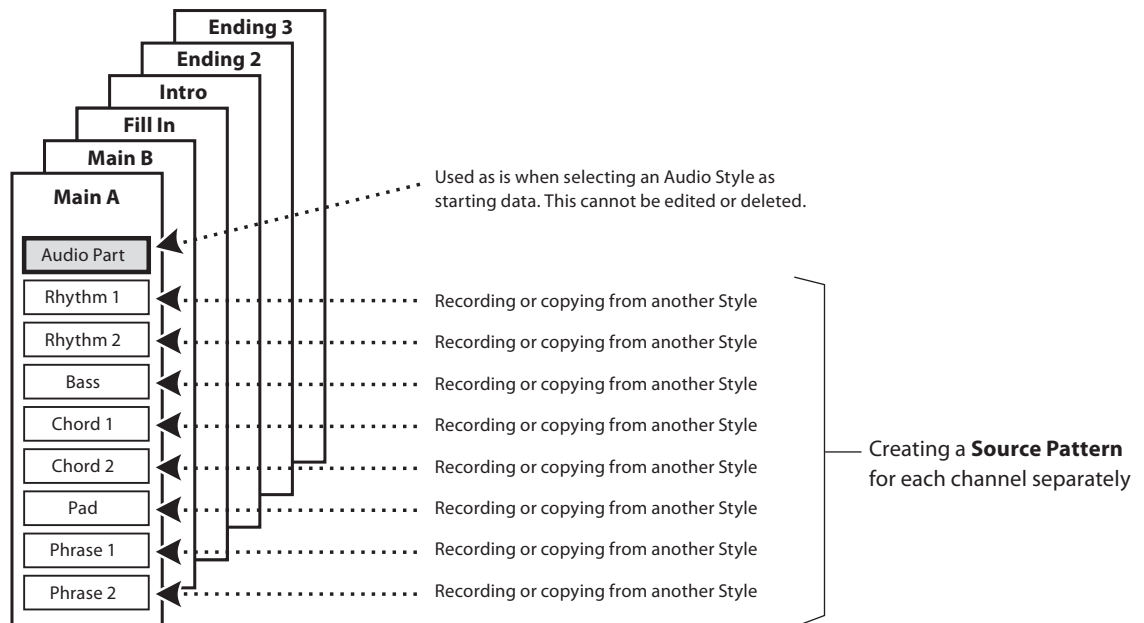 Ending 3
Ending 2
Intro
Fill In
Main B
Main A
Used as is when selecting an Audio Style as
starting data. This cannot be edited or deleted.
Audio Part
Rhythm 1
Recording or copying from another Style
Rhythm 2
Recording or copying from another Style
Bass
Recording or copying from another Style
Chord 1
Recording or copying from another Style
Chord 2
Recording or copying from another Style
Pad
Recording or copying from another Style
Phrase 1
Recording or copying from another Style
Phrase 2
Recording or copying from another Style
Creating a Source Pattern
for each channel separately